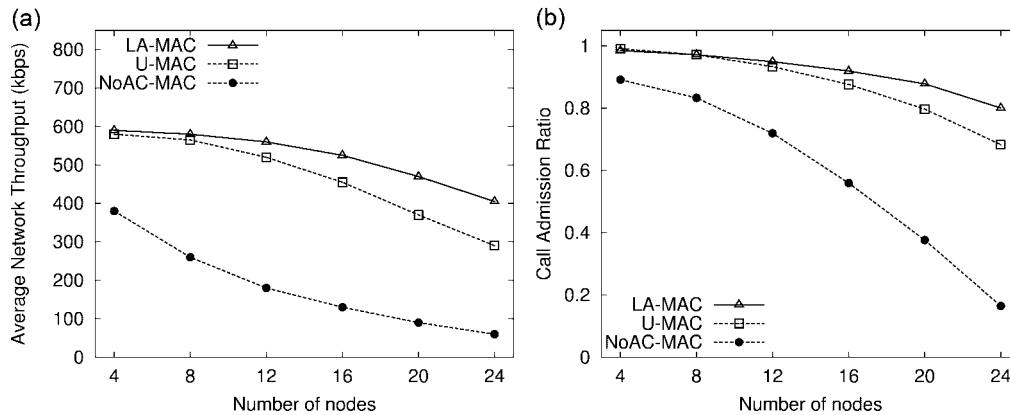 (a)
Average Network Throughput (kbps)
800
700
600
500
400
300
200
100
0
LA-MAC
U-MAC
NoAC-MAC
4 8 12 16 20 24
Number of nodes
(b)
Call Admission Ratio
1
0.8
0.6
0.4
0.2
0
LA-MAC
U-MAC
NoAC-MAC
4 8 12 16 20 24
Number of nodes